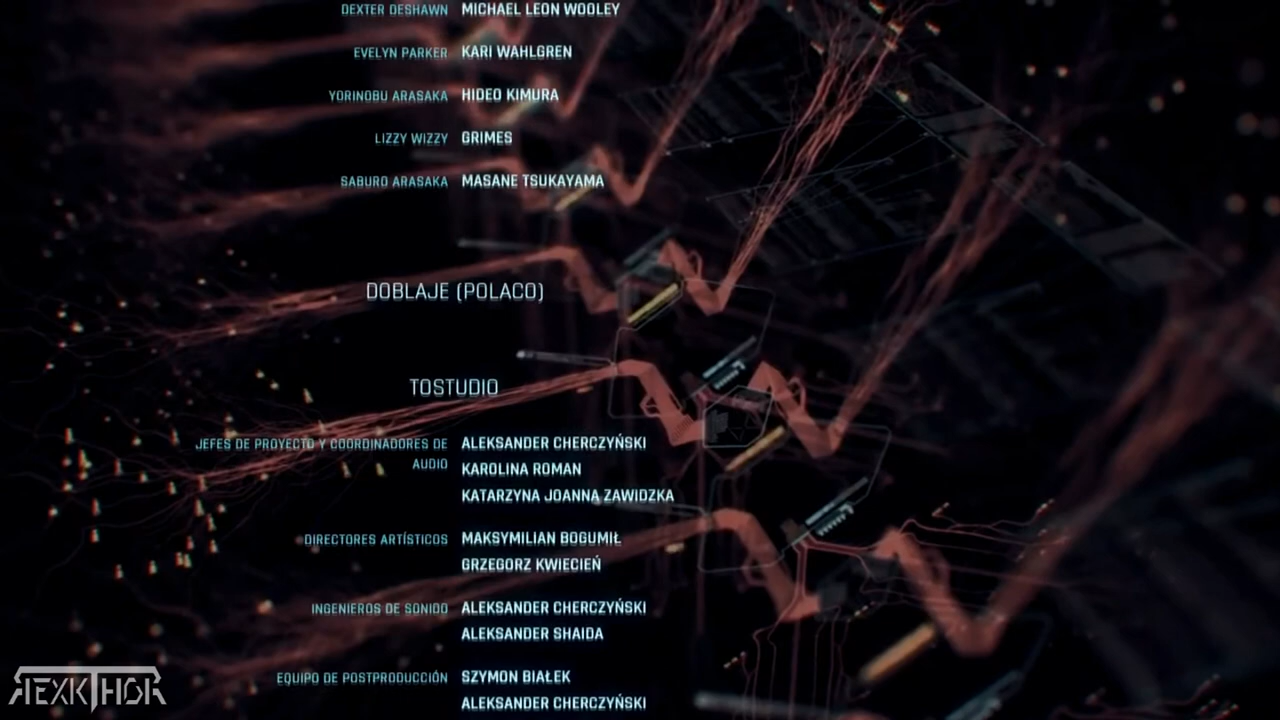 DEXTER DESHAWN MICHAEL LEON WOOLEY
EVELYN PARKER KARI WAHLGREN
YORINOBU ARASAKA HIDEO KIMURA
LIZZY WIZZY GRIMES
SABURO ARASAKA MASANE TSUKAYAMA
DOBLAJE (POLACO)
TOSTUDIO
JEFES DE PROYECTO Y COORDINADORES DE ALEKSANDER CHERCZYŃSKI
AUDIO KAROLINA ROMAN
KATARZYNA JOANNA ZAWIDZKA
DIRECTORES ARTÍSTICOS MAKSYMILIAN BOGUMIŁ
GRZEGORZ KWIECIEŃ
INGENIEROS DE SONIDO ALEKSANDER CHERCZYŃSKI
ALEKSANDER SHAIDA
EQUIPO DE POSTPRODUCCIÓN SZYMON BIAŁEK
ALEKSANDER CHERCZYŃSKI
TEXKTHOR